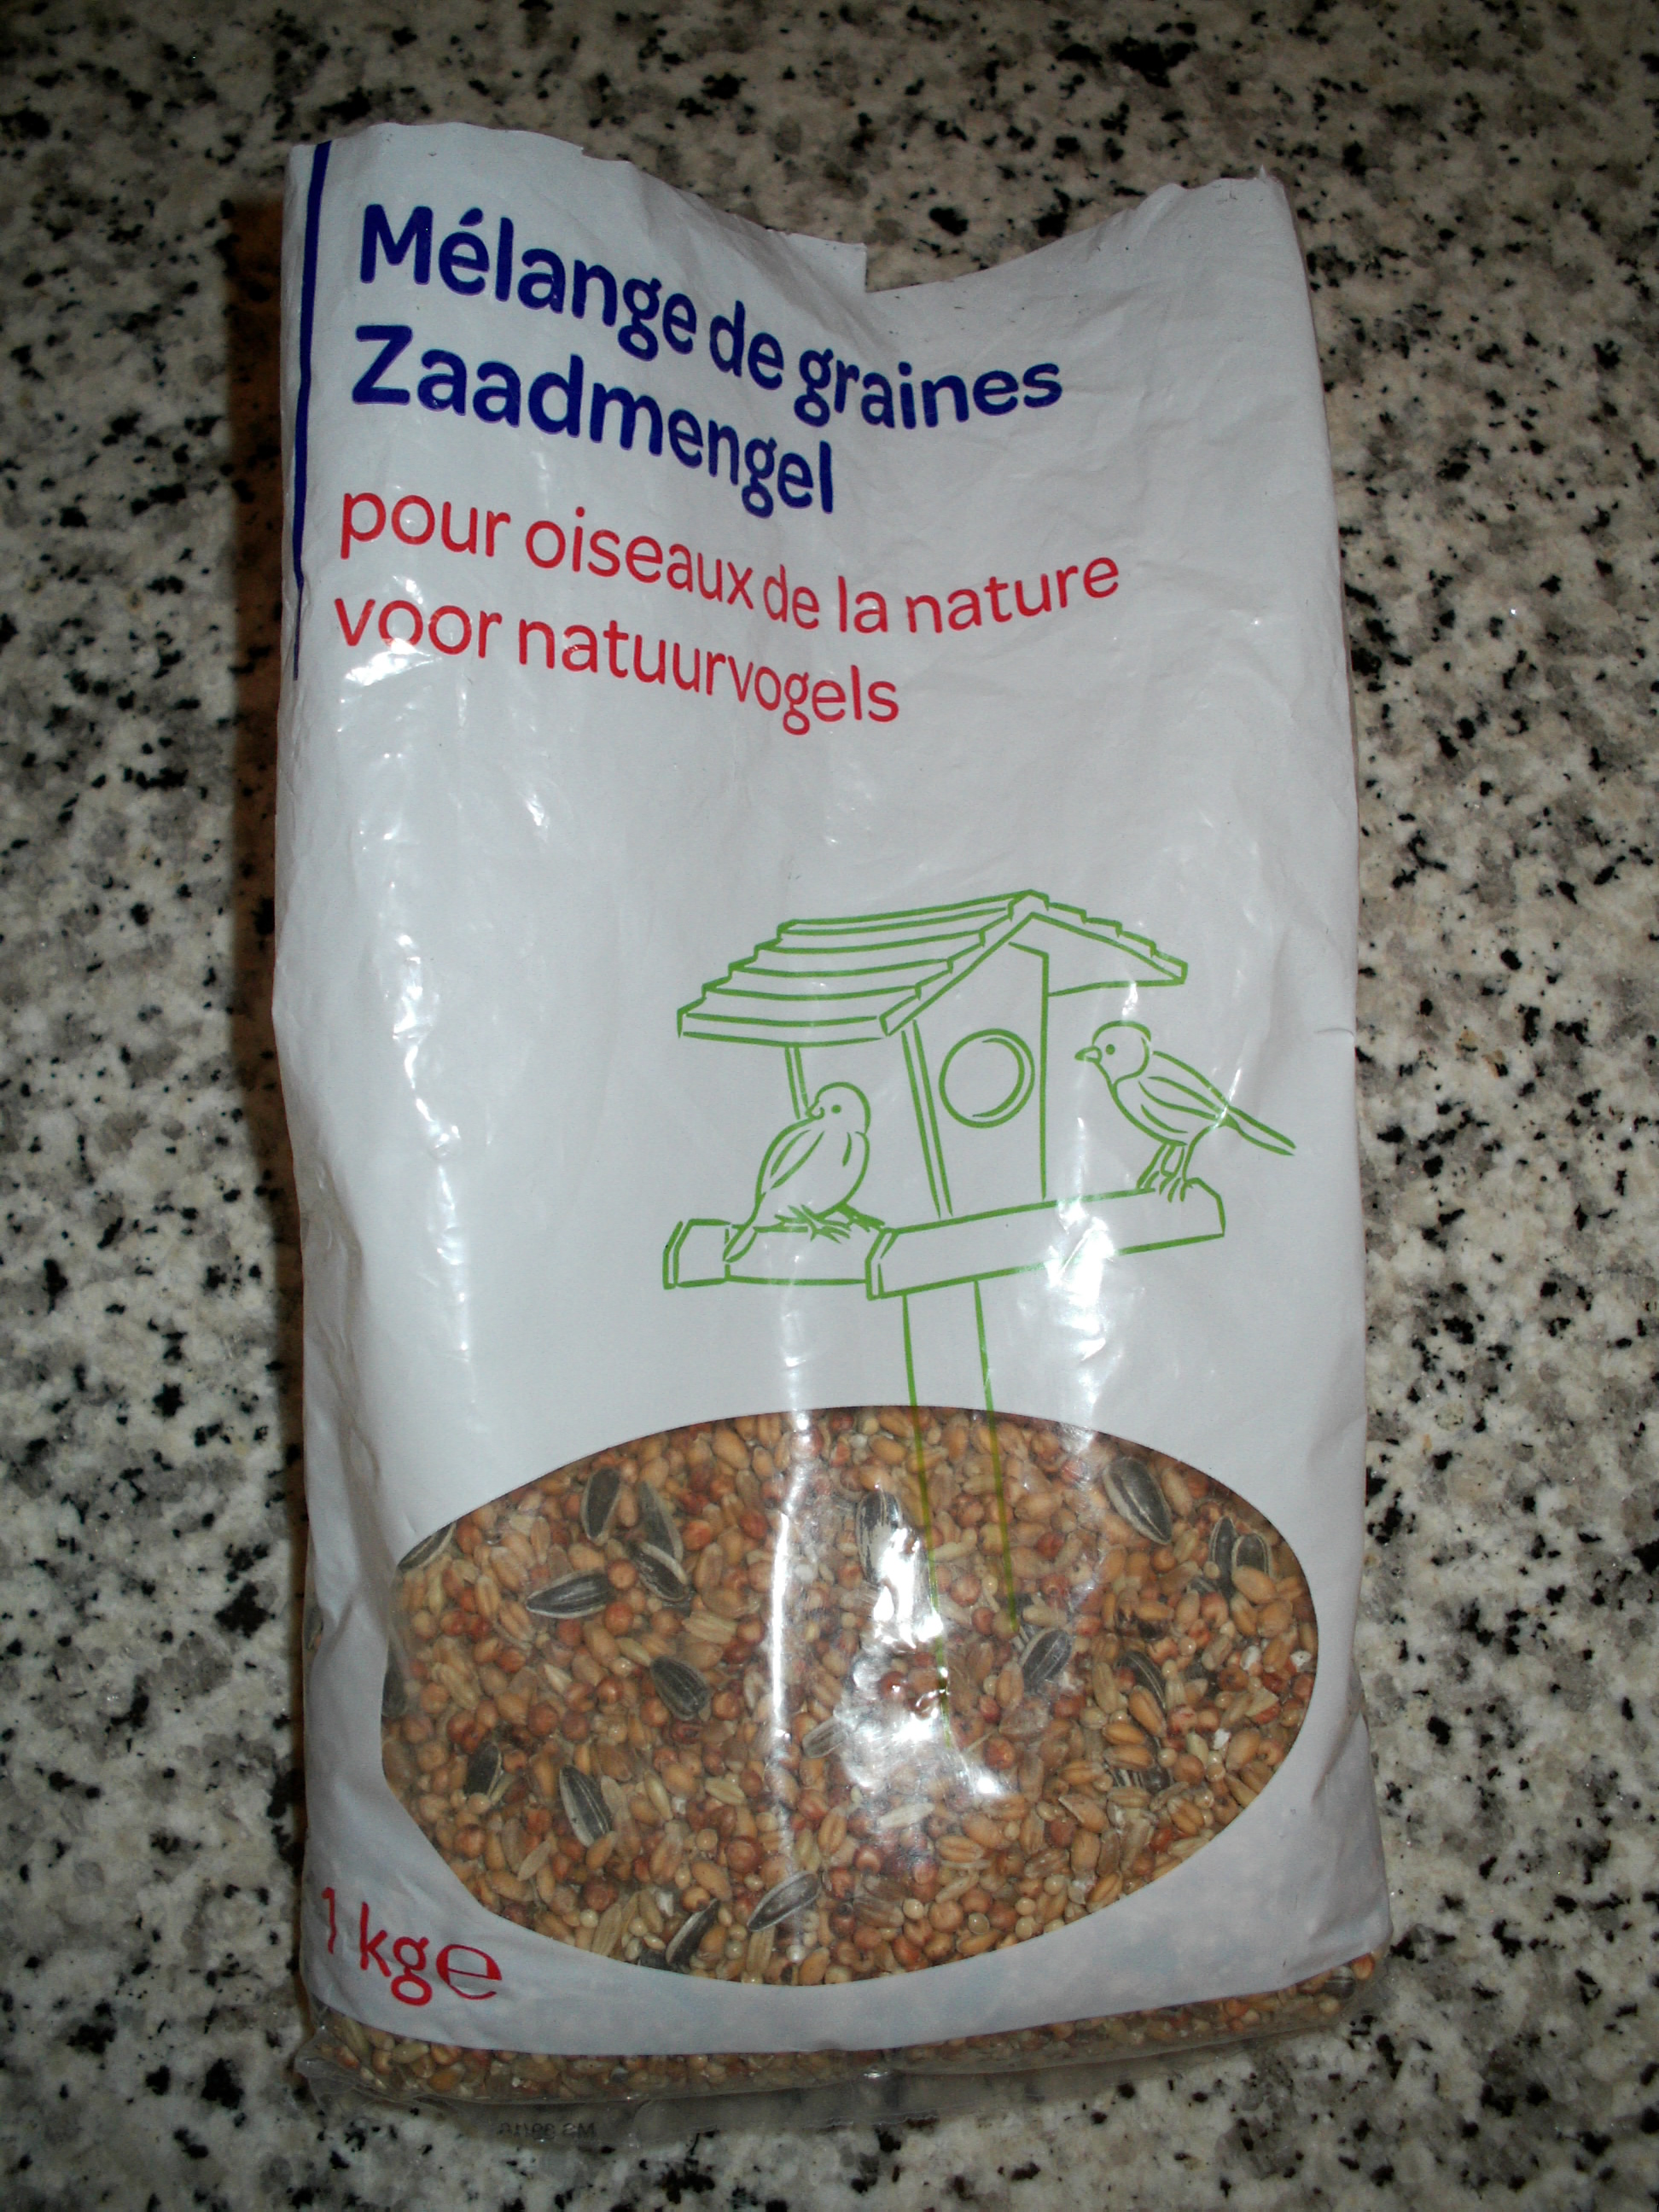 Mélange de graines
Zaadmengel
pour oiseaux de la nature
voor natuurvogels
1 kg ℮